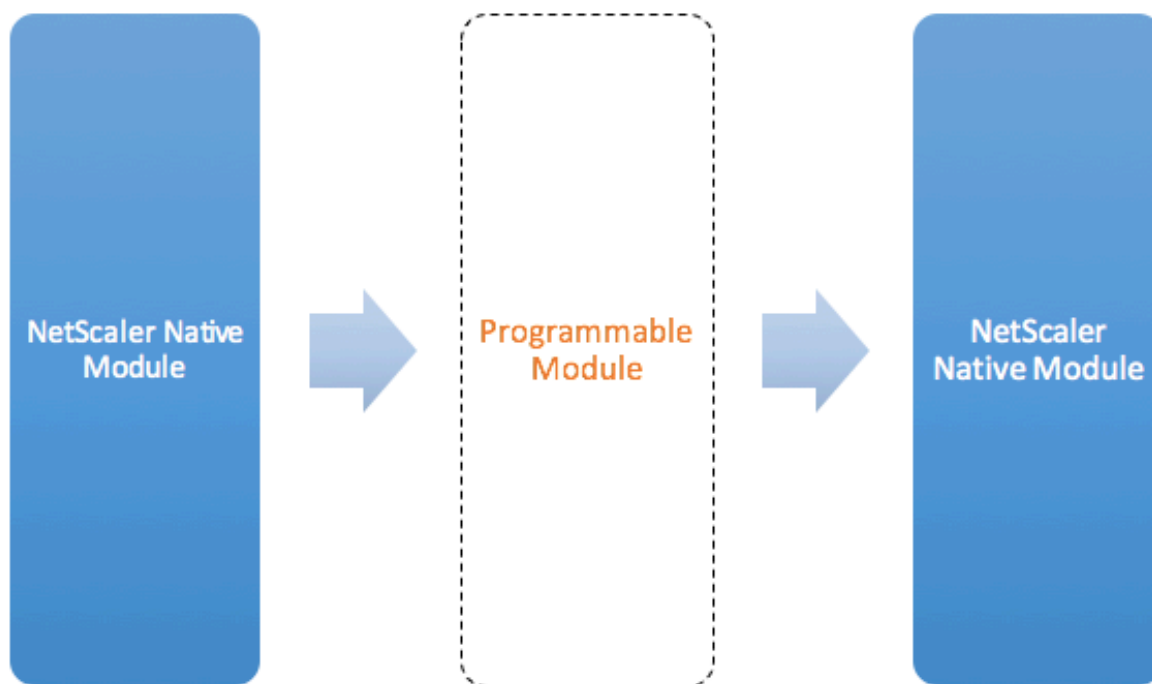 NetScaler Native
Module
Programmable
Module
NetScaler
Native Module